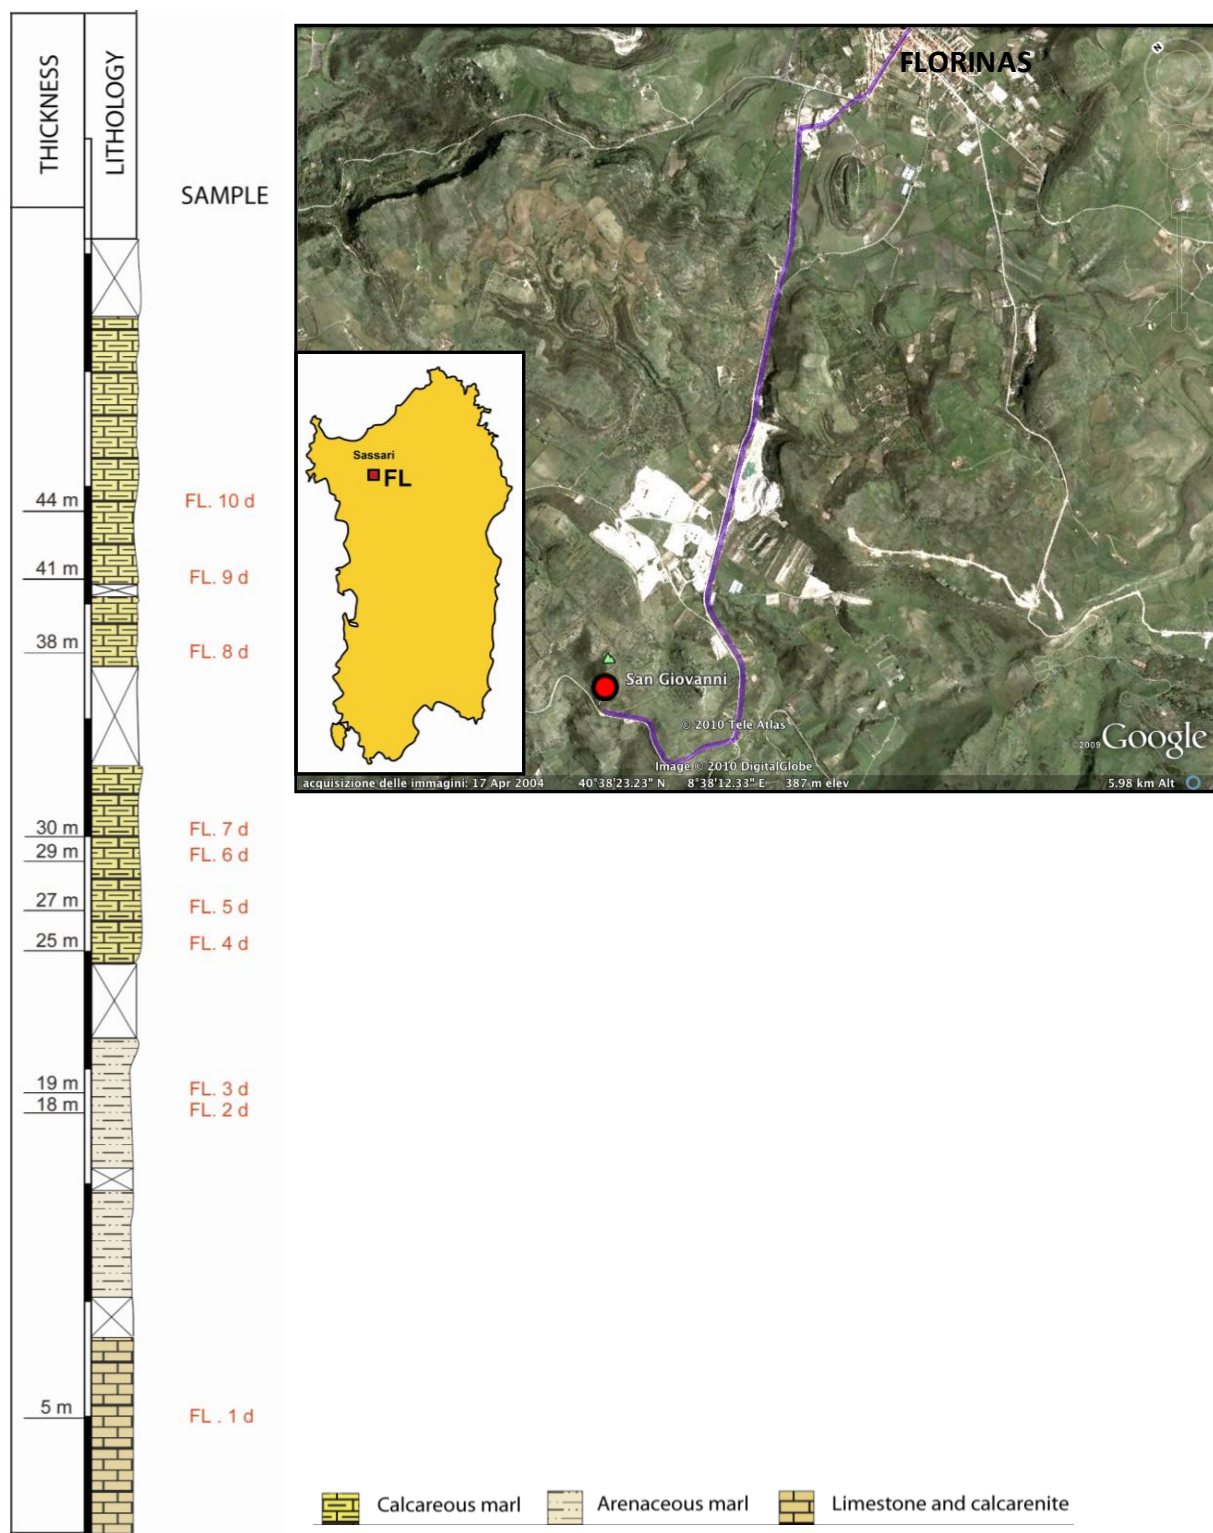 THICKNESS
LITHOLOGY
SAMPLE
44 m
FL. 10 d
41 m
FL. 9 d
38 m
FL. 8 d
30 m
FL. 7 d
29 m
FL. 6 d
27 m
FL. 5 d
25 m
FL. 4 d
19 m
FL. 3 d
18 m
FL. 2 d
5 m
FL . 1 d
FLORINAS
N
Sassari
FL
San Giovanni
© 2010 Tele Atlas
©2009 Google
Image © 2010 DigitalGlobe
acquisizione delle immagini: 17 Apr 2004 40°38'23.23" N 8°38'12.33" E 387 m elev 5.98 km Alt
Calcareous marl Arenaceous marl Limestone and calcarenite